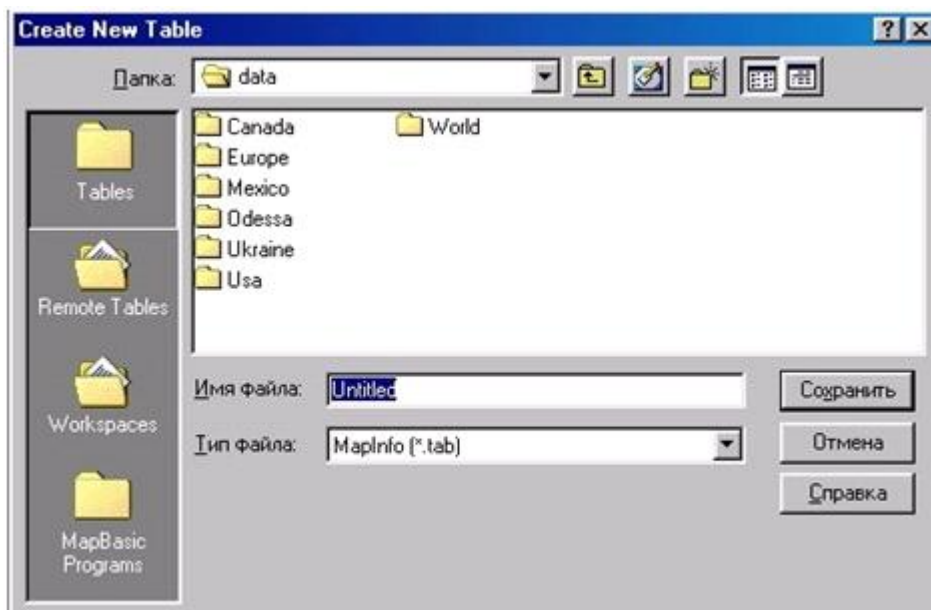 Create New Table
Папка:
data
Tables
Remote Tables
Workspaces
MapBasic
Programs
Canada
Europe
Mexico
Odessa
Ukraine
Usa
World
Имя файла:
Untitled
Сохранить
Тип файла:
MapInfo (*.tab)
Отмена
Справка